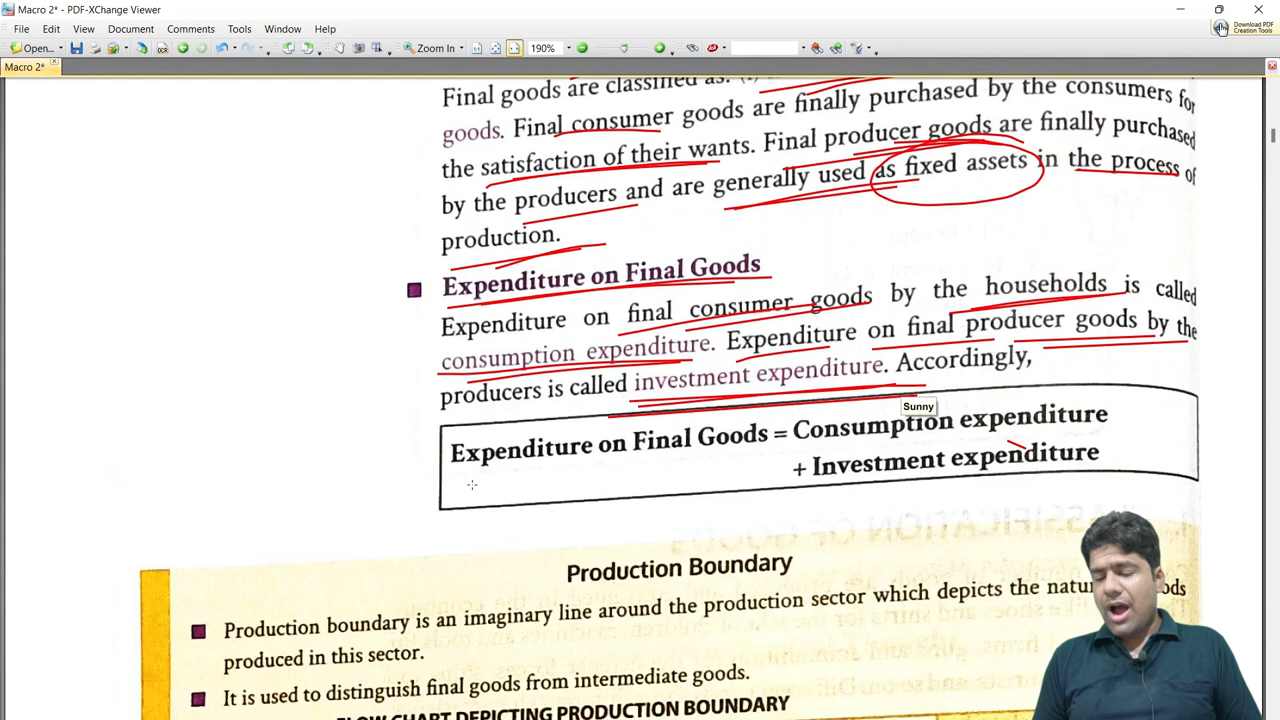 Macro 2* - PDF-XChange Viewer
File Edit View Document Comments Tools Window Help
Open... Zoom In 190% Download PDF Creation Tools
Macro 2*
Final goods are classified as:
goods. Final consumer goods are finally purchased by the consumers for
the satisfaction of their wants. Final producer goods are finally purchased
by the producers and are generally used as fixed assets in the process of
production.
Expenditure on Final Goods
Expenditure on final consumer goods by the households is called
consumption expenditure. Expenditure on final producer goods by the
producers is called investment expenditure. Accordingly,
Sunny
Expenditure on Final Goods = Consumption expenditure
+ Investment expenditure
Production Boundary
Production boundary is an imaginary line around the production sector which depicts the
produced in this sector.
It is used to distinguish final goods from intermediate goods.
FLOW CHART DEPICTING PRODUCTION BOUNDARY